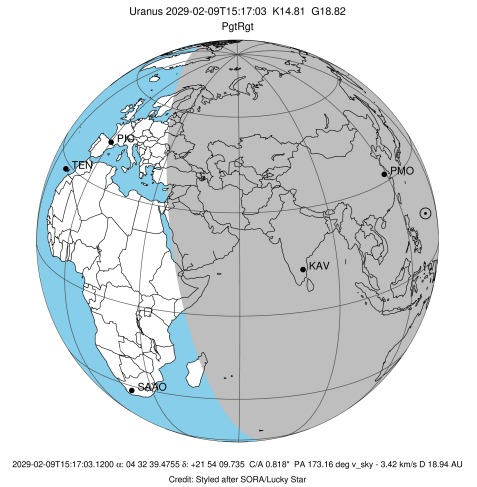 Uranus 2029-02-09T15:17:03 K14.81 G18.82
PgtRgt
PIC
TEN
PMO
KAV
SAAO
2029-02-09T15:17:03.1200 α: 04 32 39.4755 δ: +21 54 09.735 C/A 0.818" PA 173.16 deg v_sky - 3.42 km/s D 18.94 AU
Credit: Styled after SORA/Lucky Star